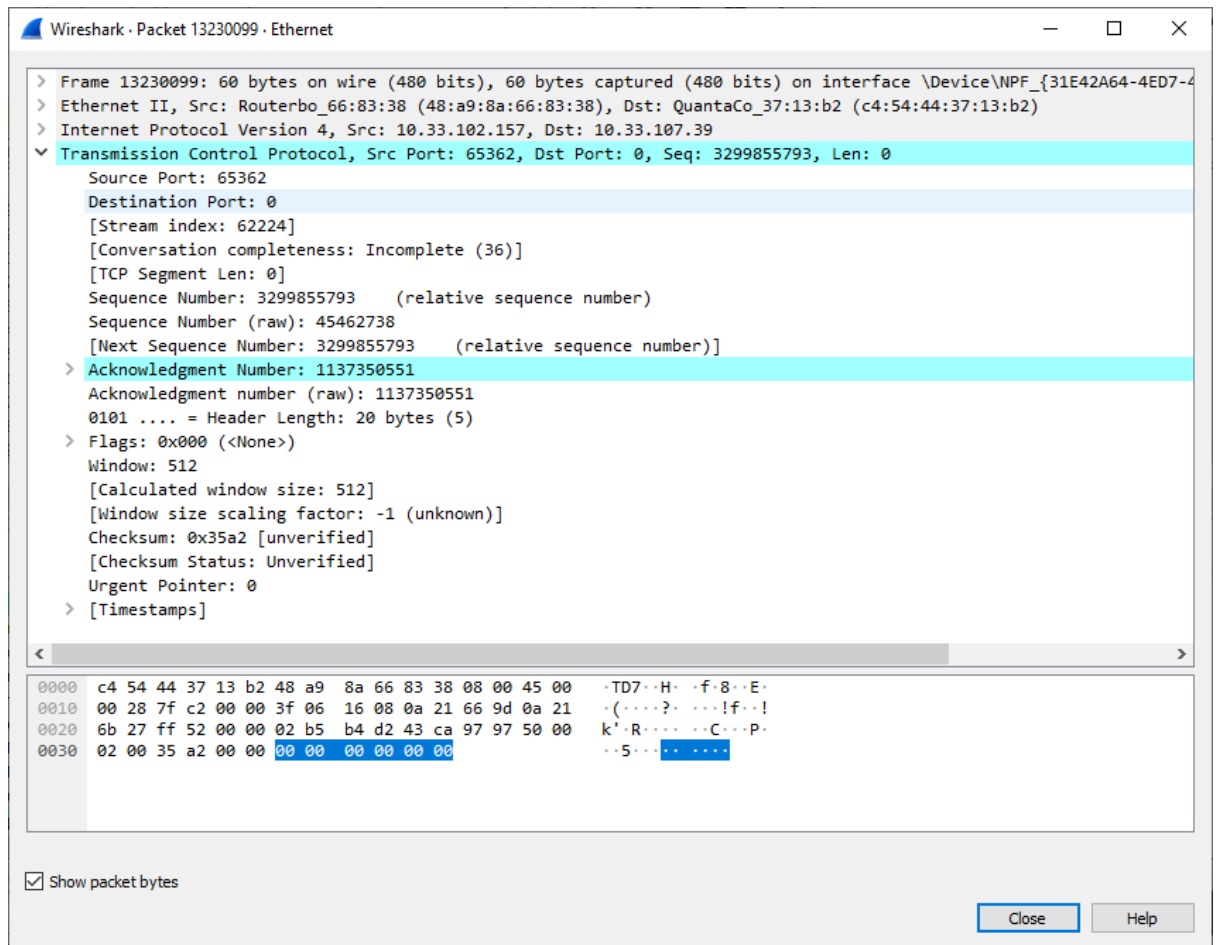 Wireshark · Packet 13230099 · Ethernet
Frame 13230099: 60 bytes on wire (480 bits), 60 bytes captured (480 bits) on interface \Device\NPF_{31E42A64-4ED7-4
Ethernet II, Src: Routerbo_66:83:38 (48:a9:8a:66:83:38), Dst: QuantaCo_37:13:b2 (c4:54:44:37:13:b2)
Internet Protocol Version 4, Src: 10.33.102.157, Dst: 10.33.107.39
Transmission Control Protocol, Src Port: 65362, Dst Port: 0, Seq: 3299855793, Len: 0
Source Port: 65362
Destination Port: 0
[Stream index: 62224]
[Conversation completeness: Incomplete (36)]
[TCP Segment Len: 0]
Sequence Number: 3299855793    (relative sequence number)
Sequence Number (raw): 45462738
[Next Sequence Number: 3299855793    (relative sequence number)]
Acknowledgment Number: 1137350551
Acknowledgment number (raw): 1137350551
0101 .... = Header Length: 20 bytes (5)
Flags: 0x000 (<None>)
Window: 512
[Calculated window size: 512]
[Window size scaling factor: -1 (unknown)]
Checksum: 0x35a2 [unverified]
[Checksum Status: Unverified]
Urgent Pointer: 0
[Timestamps]
0000  c4 54 44 37 13 b2 48 a9  8a 66 83 38 08 00 45 00   ·TD7··H· ·f·8··E·
0010  00 28 7f c2 00 00 3f 06  16 08 0a 21 66 9d 0a 21   ·(····?· ···!f··!
0020  6b 27 ff 52 00 00 02 b5  b4 d2 43 ca 97 97 50 00   k'·R···· ··C···P·
0030  02 00 35 a2 00 00 00 00  00 00 00 00   ··5····· ····
Show packet bytes
Close Help